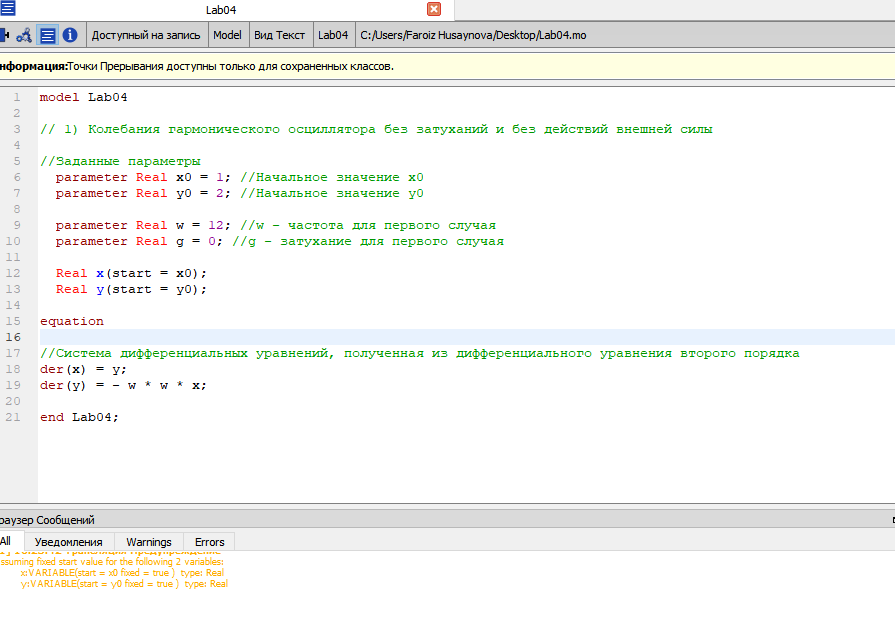 Lab04
Доступный на запись Model Вид Текст Lab04 C:/Users/Faroiz Husaynova/Desktop/Lab04.mo
нформация:Точки Прерывания доступны только для сохраненных классов.
1 model Lab04
2
3 // 1) Колебания гармонического осциллятора без затуханий и без действий внешней силы
4
5 //Заданные параметры
6 parameter Real x0 = 1; //Начальное значение x0
7 parameter Real y0 = 2; //Начальное значение y0
8
9 parameter Real w = 12; //w - частота для первого случая
10 parameter Real g = 0; //g - затухание для первого случая
11
12 Real x(start = x0);
13 Real y(start = y0);
14
15 equation
16
17 //Система дифференциальных уравнений, полученная из дифференциального уравнения второго порядка
18 der(x) = y;
19 der(y) = - w * w * x;
20
21 end Lab04;
раузер Сообщений
All Уведомления Warnings Errors
Трансляция Предупреждение
ssuming fixed start value for the following 2 variables:
x:VARIABLE(start = x0 fixed = true ) type: Real
y:VARIABLE(start = y0 fixed = true ) type: Real